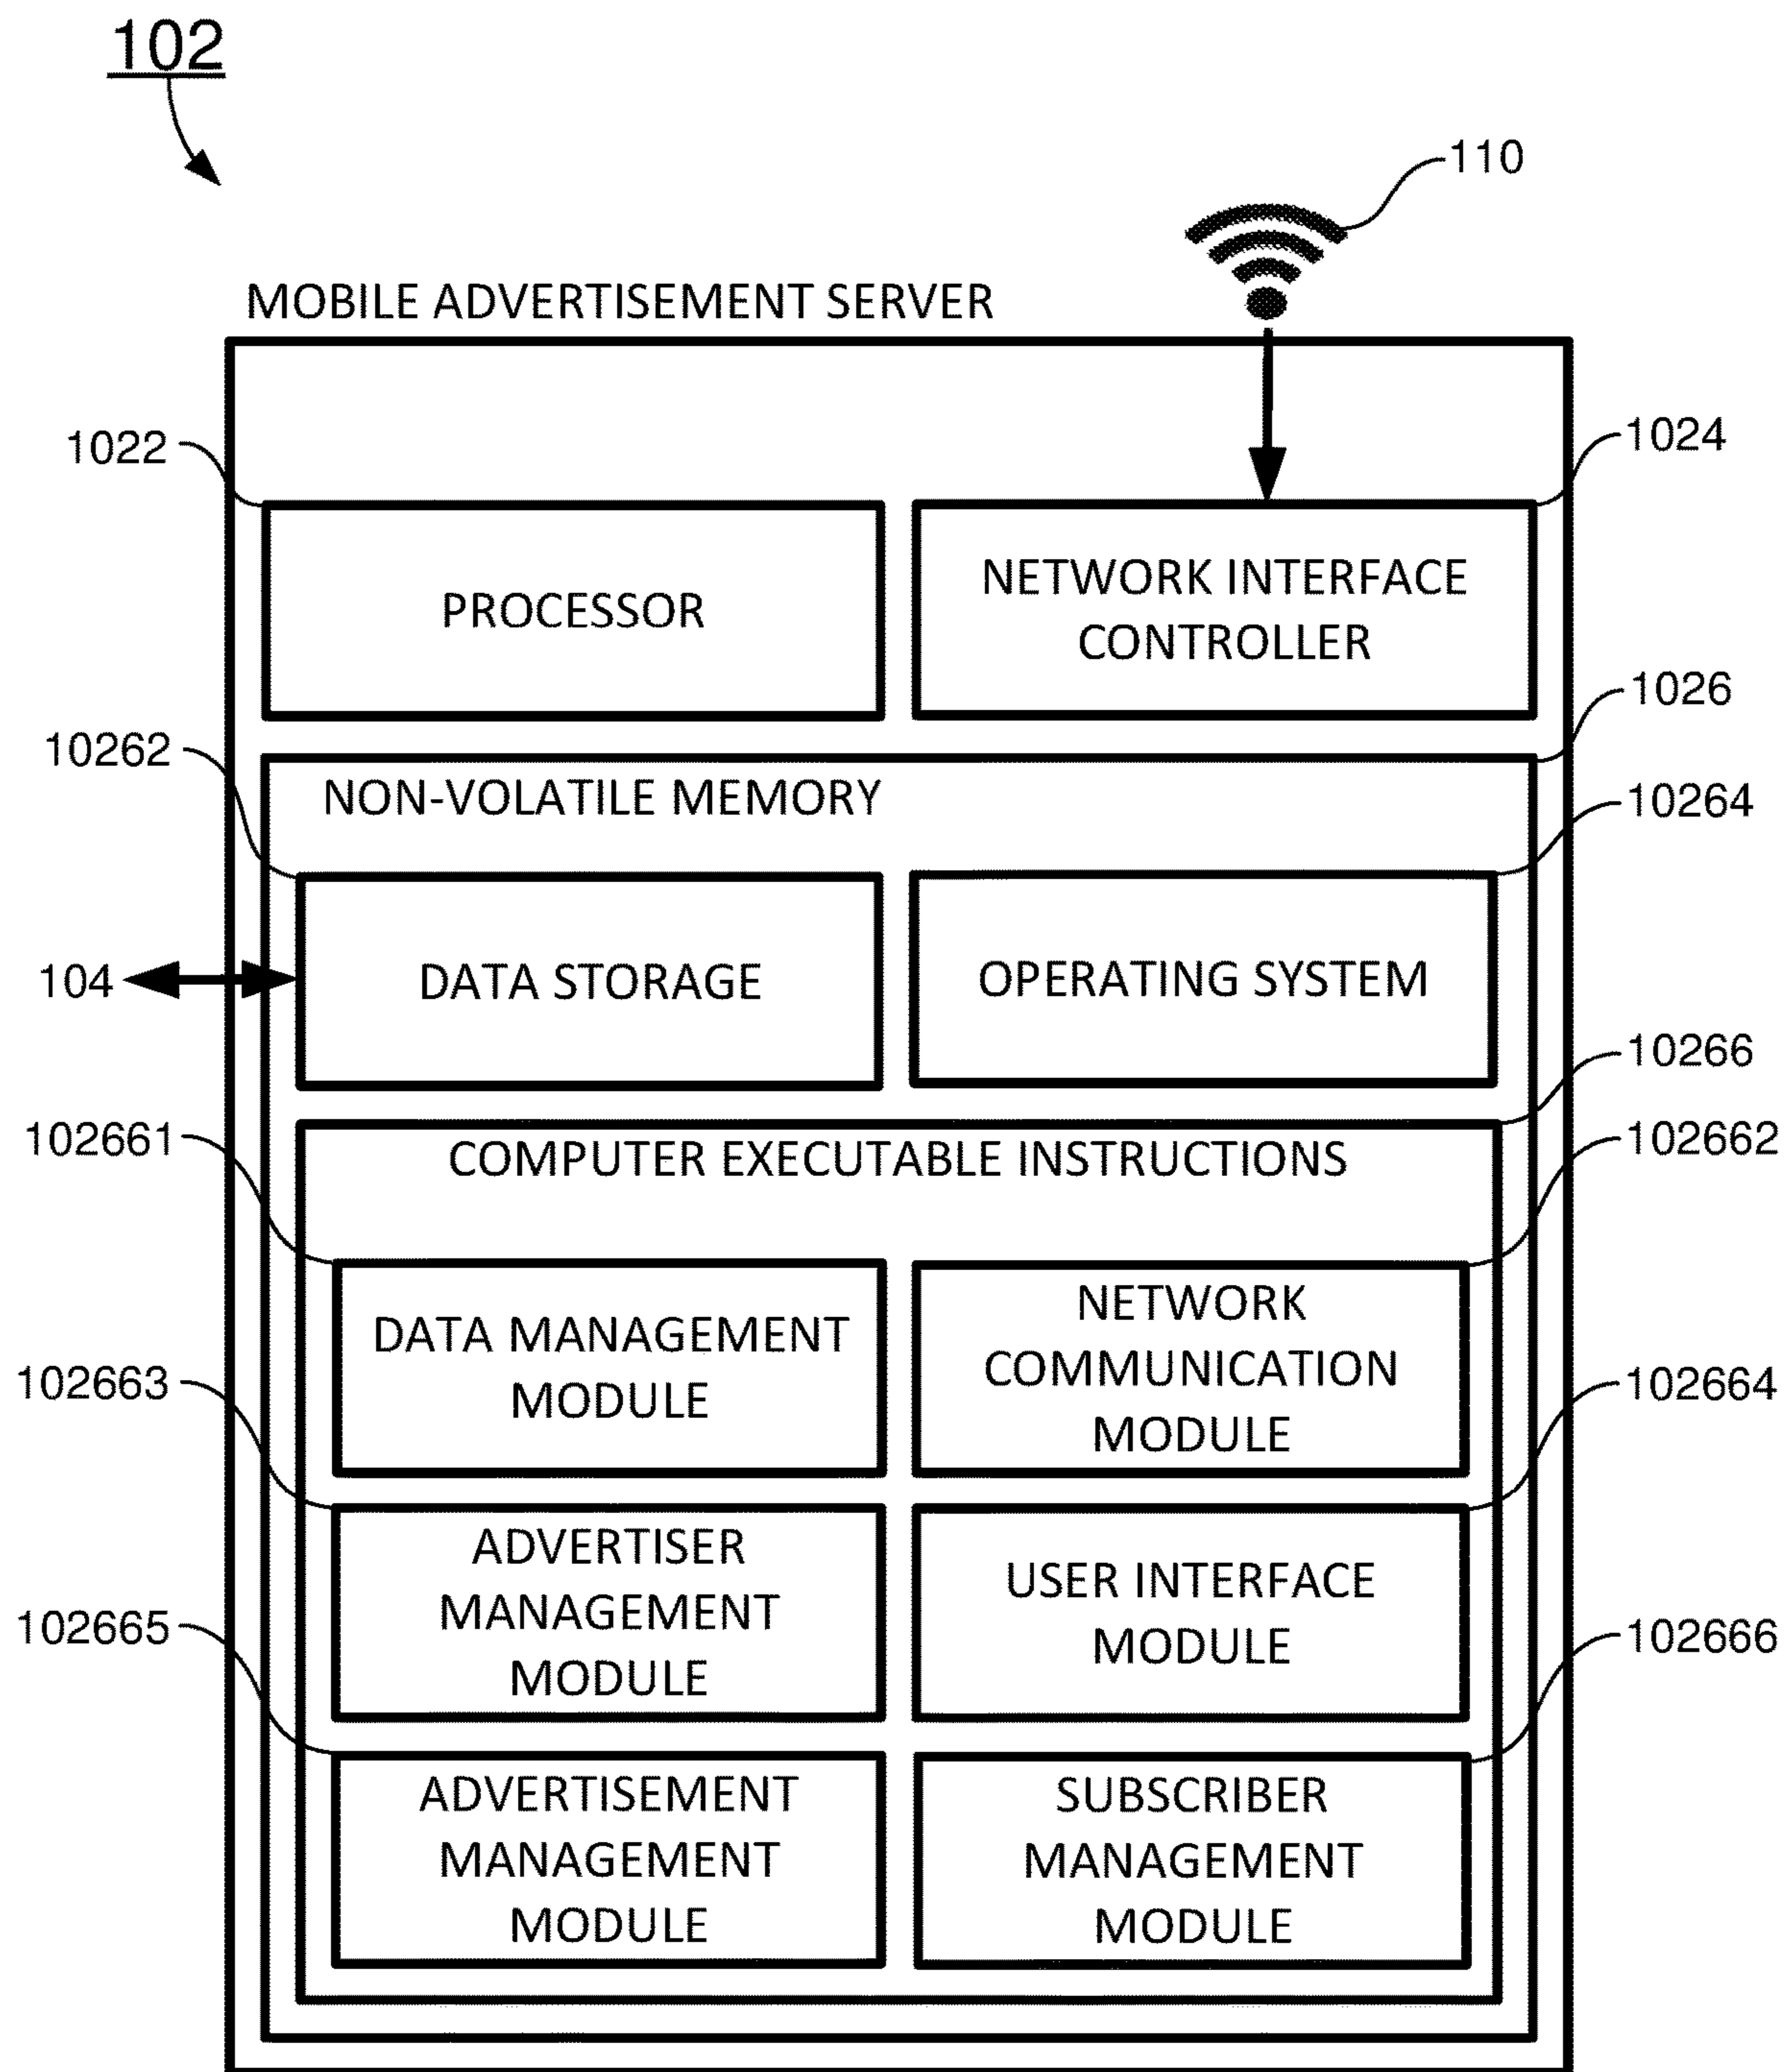 102
110
MOBILE ADVERTISEMENT SERVER
1022
1024
PROCESSOR
NETWORK INTERFACE
CONTROLLER
1026
10262
NON-VOLATILE MEMORY
10264
104
DATA STORAGE
OPERATING SYSTEM
10266
102661
COMPUTER EXECUTABLE INSTRUCTIONS
102662
DATA MANAGEMENT
MODULE
NETWORK
COMMUNICATION
MODULE
102663
102664
ADVERTISER
MANAGEMENT
MODULE
USER INTERFACE
MODULE
102665
102666
ADVERTISEMENT
MANAGEMENT
MODULE
SUBSCRIBER
MANAGEMENT
MODULE